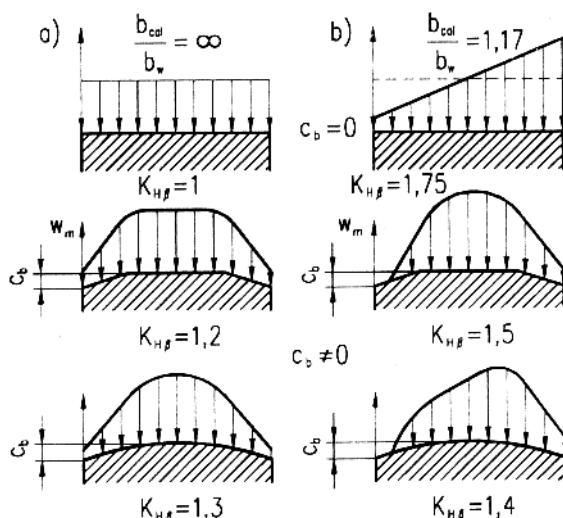 a) b_cal / b_w = ∞
b) b_cal / b_w = 1,17
c_b = 0
K_Hβ = 1
K_Hβ = 1,75
w_m
w_m
c_b
c_b
K_Hβ = 1,2
c_b ≠ 0
K_Hβ = 1,5
c_b
c_b
K_Hβ = 1,3
K_Hβ = 1,4